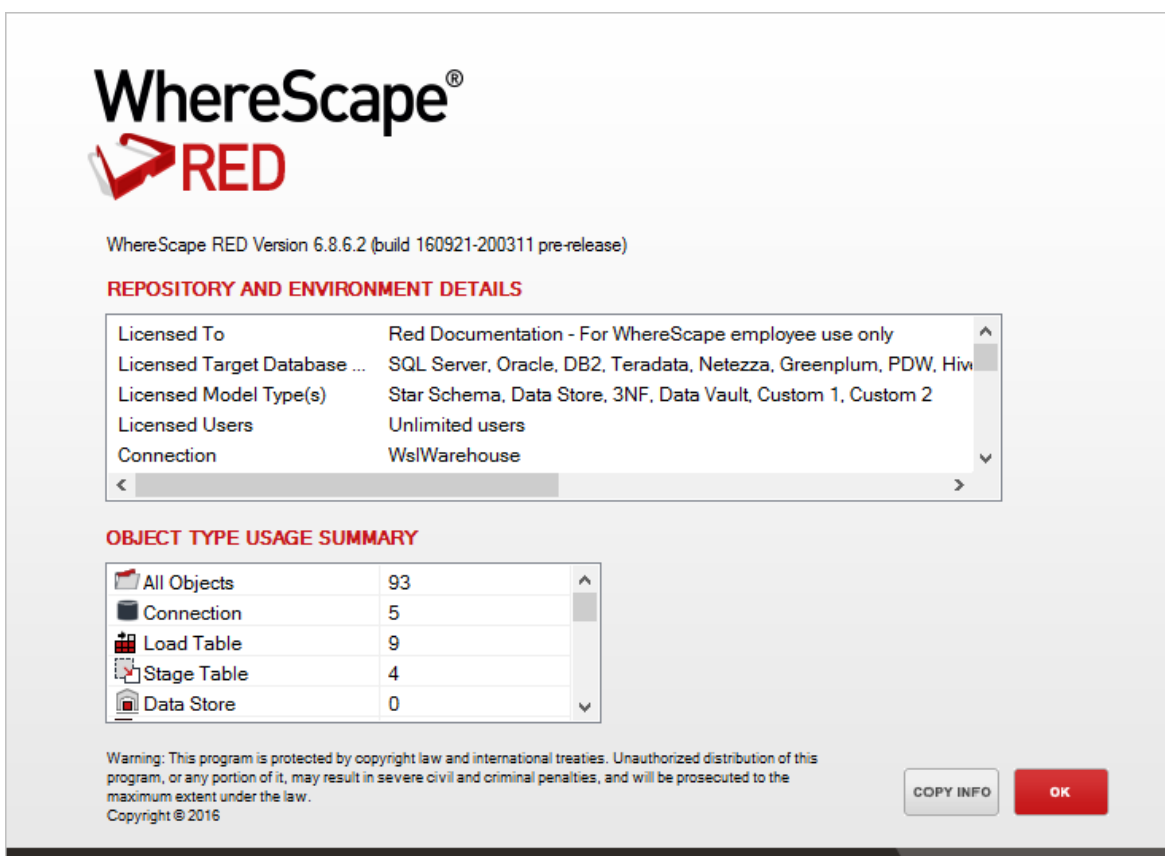 WhereScape®
RED
WhereScape RED Version 6.8.6.2 (build 160921-200311 pre-release)
REPOSITORY AND ENVIRONMENT DETAILS
Licensed To Red Documentation - For WhereScape employee use only
Licensed Target Database ... SQL Server, Oracle, DB2, Teradata, Netezza, Greenplum, PDW,
Licensed Model Type(s) Star Schema, Data Store, 3NF, Data Vault, Custom 1, Custom 2
Licensed Users Unlimited users
Connection WslWarehouse
OBJECT TYPE USAGE SUMMARY
All Objects 93
Connection 5
Load Table 9
Stage Table 4
Data Store 0
Warning: This program is protected by copyright law and international treaties. Unauthorized distribution of this
program, or any portion of it, may result in severe civil and criminal penalties, and will be prosecuted to the
maximum extent under the law.
Copyright © 2016
COPY INFO
OK